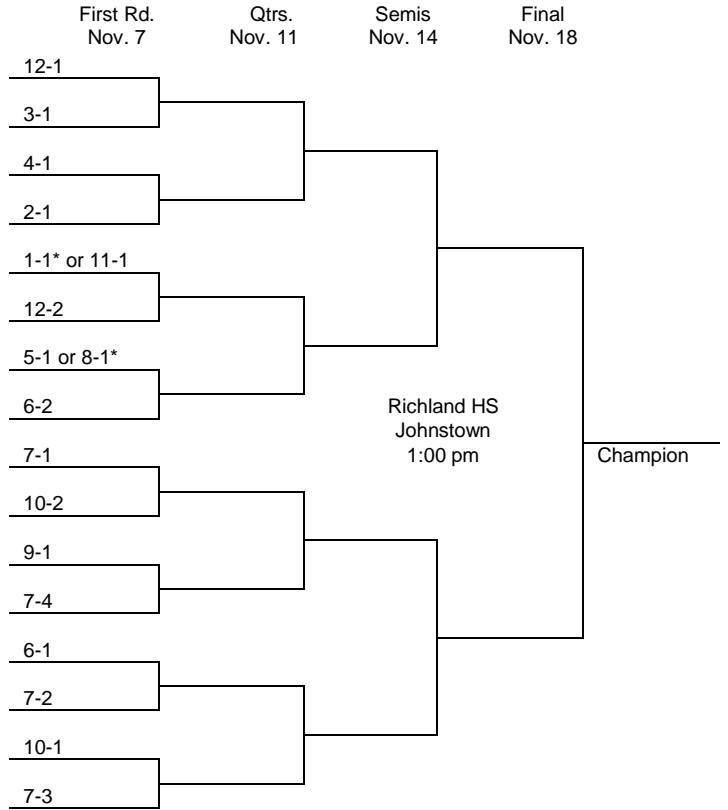 First Rd. Qtrs. Semis Final
Nov. 7 Nov. 11 Nov. 14 Nov. 18
12-1
3-1
4-1
2-1
1-1* or 11-1
12-2
5-1 or 8-1*
6-2
Richland HS
Johnstown
1:00 pm
Champion
7-1
10-2
9-1
7-4
6-1
7-2
10-1
7-3